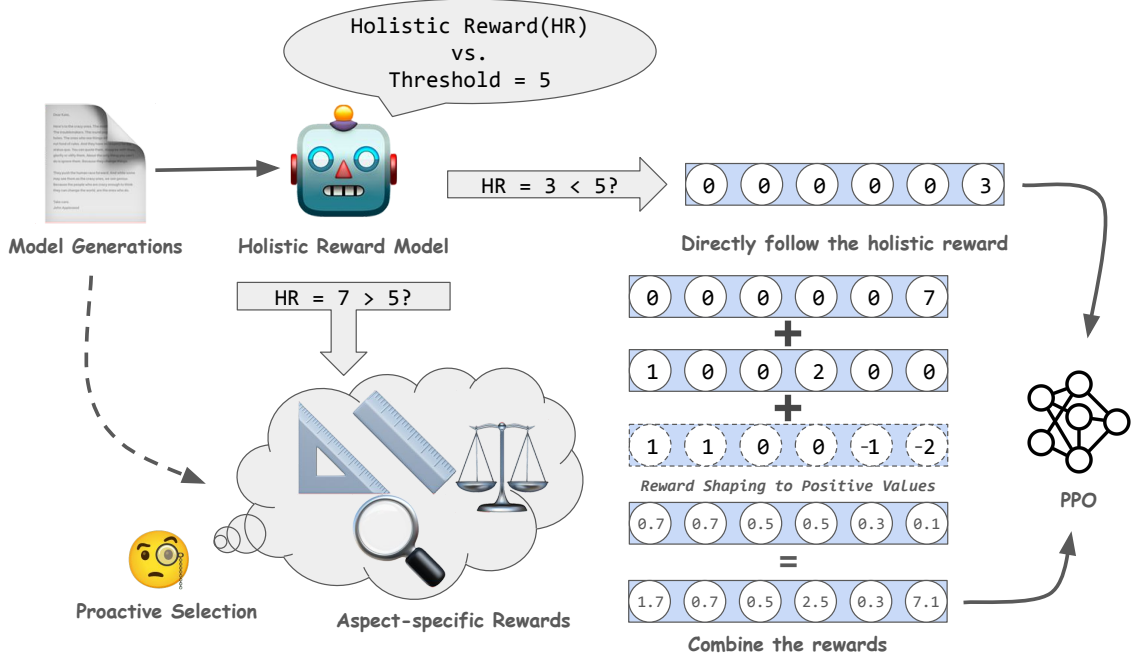 Holistic Reward(HR)
vs.
Threshold = 5
HR = 3 < 5?
0 0 0 0 0 3
Model Generations
Holistic Reward Model
Directly follow the holistic reward
HR = 7 > 5?
0 0 0 0 0 7
+
1 0 0 2 0 0
+
1 1 0 0 -1 -2
Reward Shaping to Positive Values
0.7 0.7 0.5 0.5 0.3 0.1
=
1.7 0.7 0.5 2.5 0.3 7.1
Combine the rewards
PPO
Proactive Selection
Aspect-specific Rewards